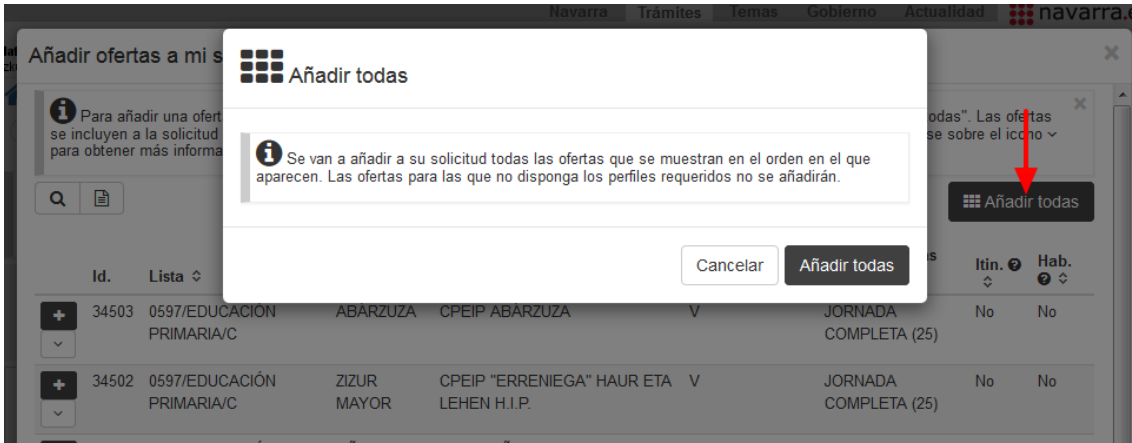 Navarra Trámites Temas Gobierno Actualidad navarra.e
Añadir ofertas a mi s
Añadir todas
Para añadir una ofert
odas". Las ofertas
se incluyen a la solicitud
se sobre el icono
para obtener más informa
Se van a añadir a su solicitud todas las ofertas que se muestran en el orden en el que
aparecen. Las ofertas para las que no disponga los perfiles requeridos no se añadirán.
Añadir todas
Cancelar Añadir todas
Id. Lista Itin. Hab.
34503 0597/EDUCACIÓN ABÁRZUZA CPEIP ABÁRZUZA V JORNADA No No
PRIMARIA/C COMPLETA (25)
34502 0597/EDUCACIÓN ZIZUR CPEIP "ERRENIEGA" HAUR ETA V JORNADA No No
PRIMARIA/C MAYOR LEHEN H.I.P. COMPLETA (25)